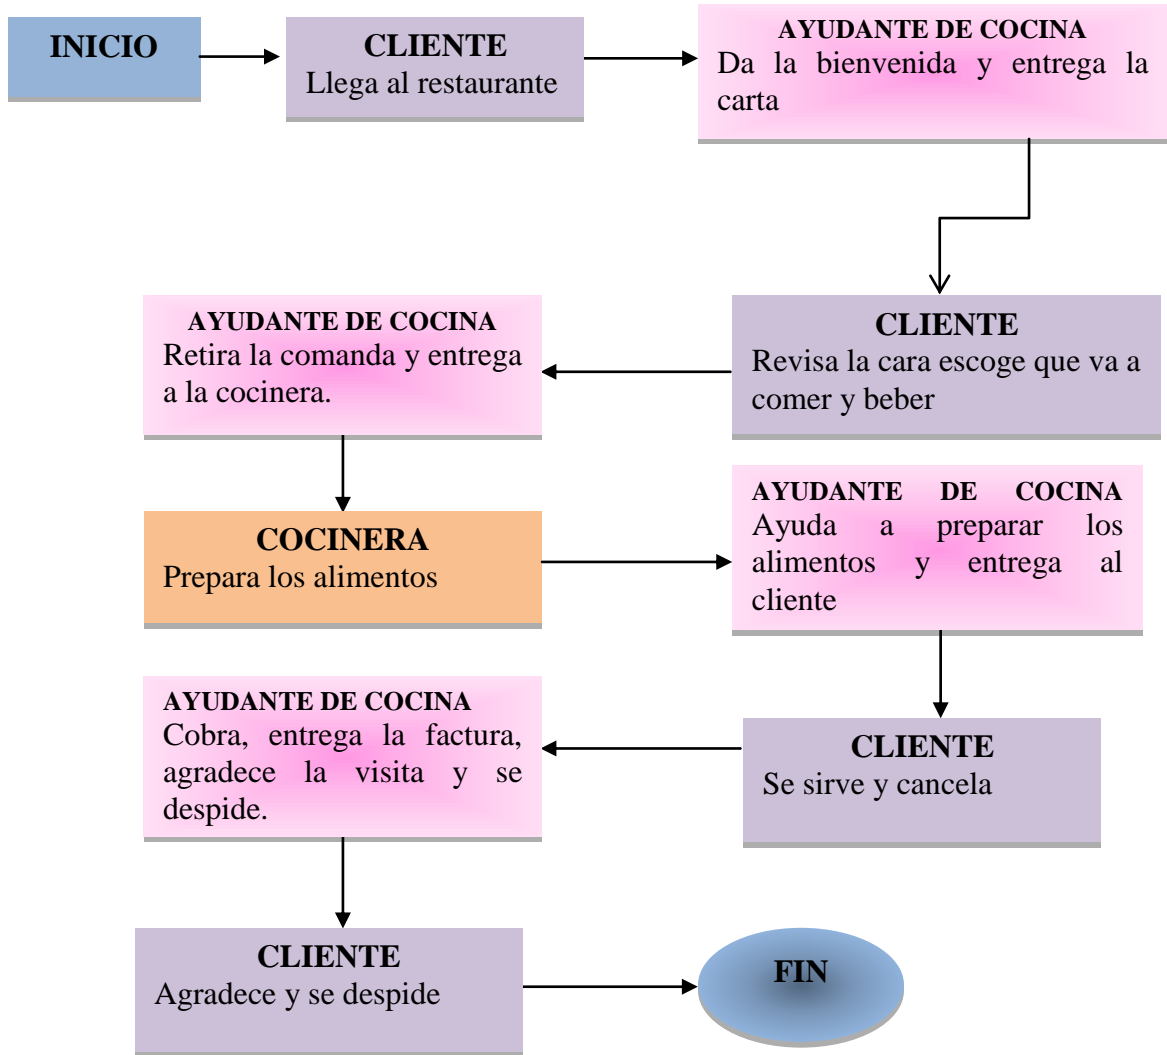 INICIO
CLIENTE
Llega al restaurante
AYUDANTE DE COCINA
Da la bienvenida y entrega la
carta
CLIENTE
Revisa la cara escoge que va a
comer y beber
AYUDANTE DE COCINA
Retira la comanda y entrega
a la cocinera.
COCINERA
Prepara los alimentos
AYUDANTE DE COCINA
Ayuda a preparar los
alimentos y entrega al
cliente
CLIENTE
Se sirve y cancela
AYUDANTE DE COCINA
Cobra, entrega la factura,
agradece la visita y se
despide.
CLIENTE
Agradece y se despide
FIN